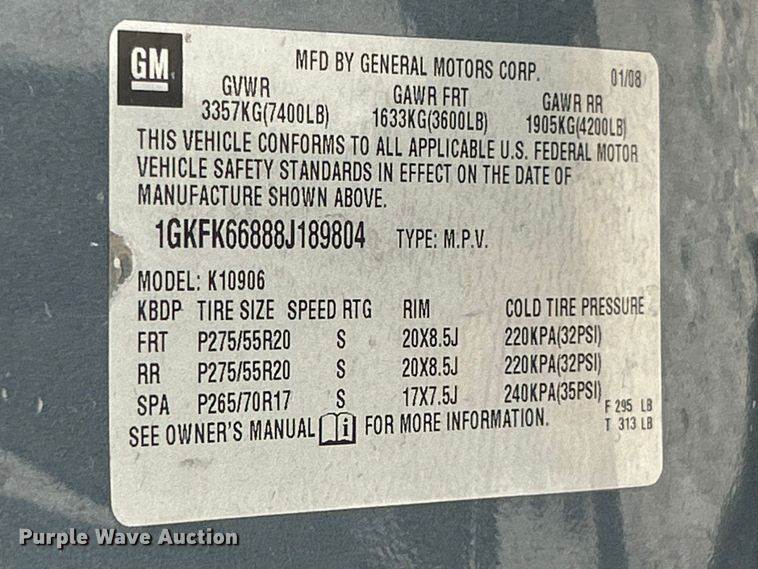 GM
MFD BY GENERAL MOTORS CORP. 01/08
GVWR GAWR FRT GAWR RR
3357KG(7400LB) 1633KG(3600LB) 1905KG(4200LB)
THIS VEHICLE CONFORMS TO ALL APPLICABLE U.S. FEDERAL MOTOR
VEHICLE SAFETY STANDARDS IN EFFECT ON THE DATE OF
MANUFACTURE SHOWN ABOVE.
1GKFK66888J189804 TYPE: M.P.V.
MODEL: K10906
KBDP TIRE SIZE SPEED RTG RIM COLD TIRE PRESSURE
FRT P275/55R20 S 20X8.5J 220KPA(32PSI)
RR P275/55R20 S 20X8.5J 220KPA(32PSI)
SPA P265/70R17 S 17X7.5J 240KPA(35PSI)
F 295 LB
T 313 LB
SEE OWNER'S MANUAL i FOR MORE INFORMATION.
Purple Wave Auction